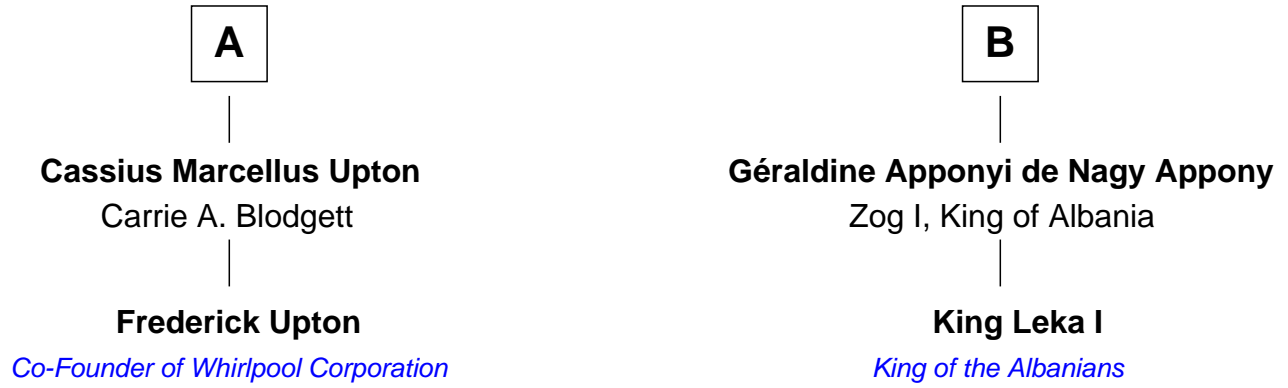 A
Cassius Marcellus Upton
Carrie A. Blodgett
Frederick Upton
Co-Founder of Whirlpool Corporation
B
Géraldine Apponyi de Nagy Appony
Zog I, King of Albania
King Leka I
King of the Albanians